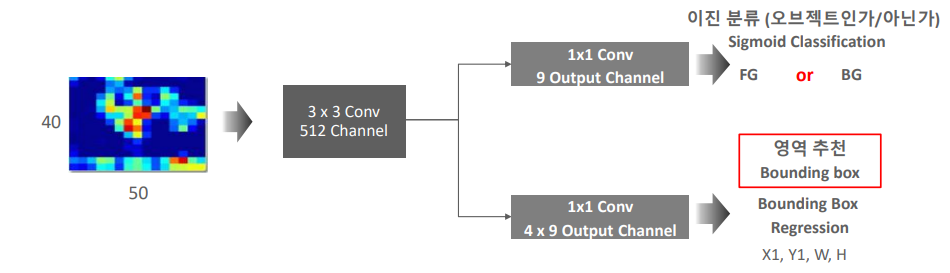 이진 분류 (오브젝트인가/아닌가)
Sigmoid Classification
FG or BG
1x1 Conv
9 Output Channel
40
50
3 x 3 Conv
512 Channel
영역 추천
Bounding box
1x1 Conv
4 x 9 Output Channel
Bounding Box
Regression
X1, Y1, W, H